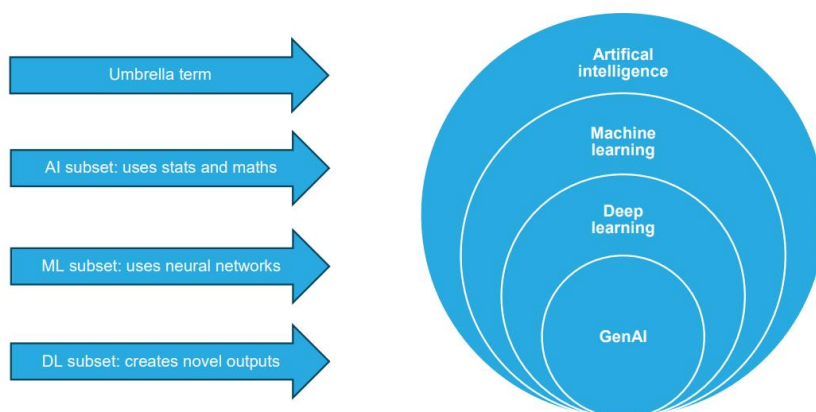 Umbrella term
AI subset: uses stats and maths
ML subset: uses neural networks
DL subset: creates novel outputs
Artifical
intelligence
Machine
learning
Deep
learning
GenAI